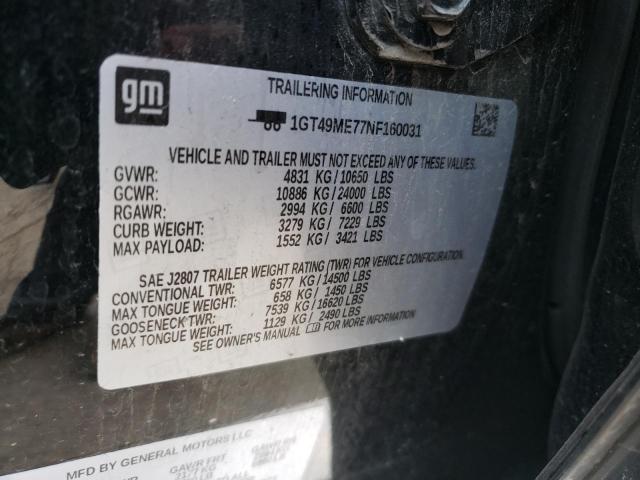 gm
TRAILERING INFORMATION
1GT49ME77NF160031
VEHICLE AND TRAILER MUST NOT EXCEED ANY OF THESE VALUES.
GVWR: 4831 KG/10650 LBS
GCWR: 10886 KG/24000 LBS
RGAWR: 2994 KG/ 6600 LBS
CURB WEIGHT: 3279 KG/ 7229 LBS
MAX PAYLOAD: 1552 KG/ 3421 LBS
SAE J2807 TRAILER WEIGHT RATING (TWR) FOR VEHICLE CONFIGURATION.
CONVENTIONAL TWR: 6577 KG/14500 LBS
MAX TONGUE WEIGHT: 658 KG/ 1450 LBS
GOOSENECK TWR: 7539 KG/16620 LBS
MAX TONGUE WEIGHT: 1129 KG/ 2490 LBS
SEE OWNER'S MANUAL FOR MORE INFORMATION
MFD BY GENERAL MOTORS LLC
GAWR FRT